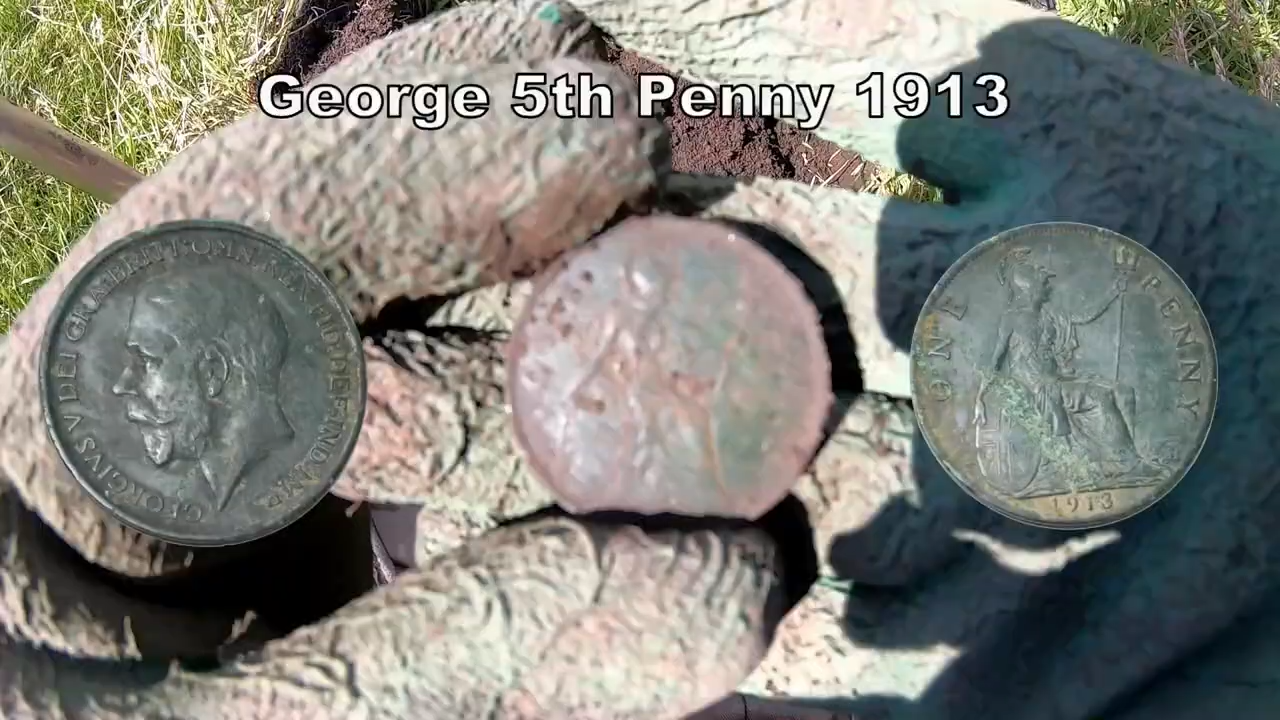 George 5th Penny 1913
GEORGIVS V DEI GRA:BRITT:OMN:REX FID:DEF:IND:IMP:
ONE PENNY
1913